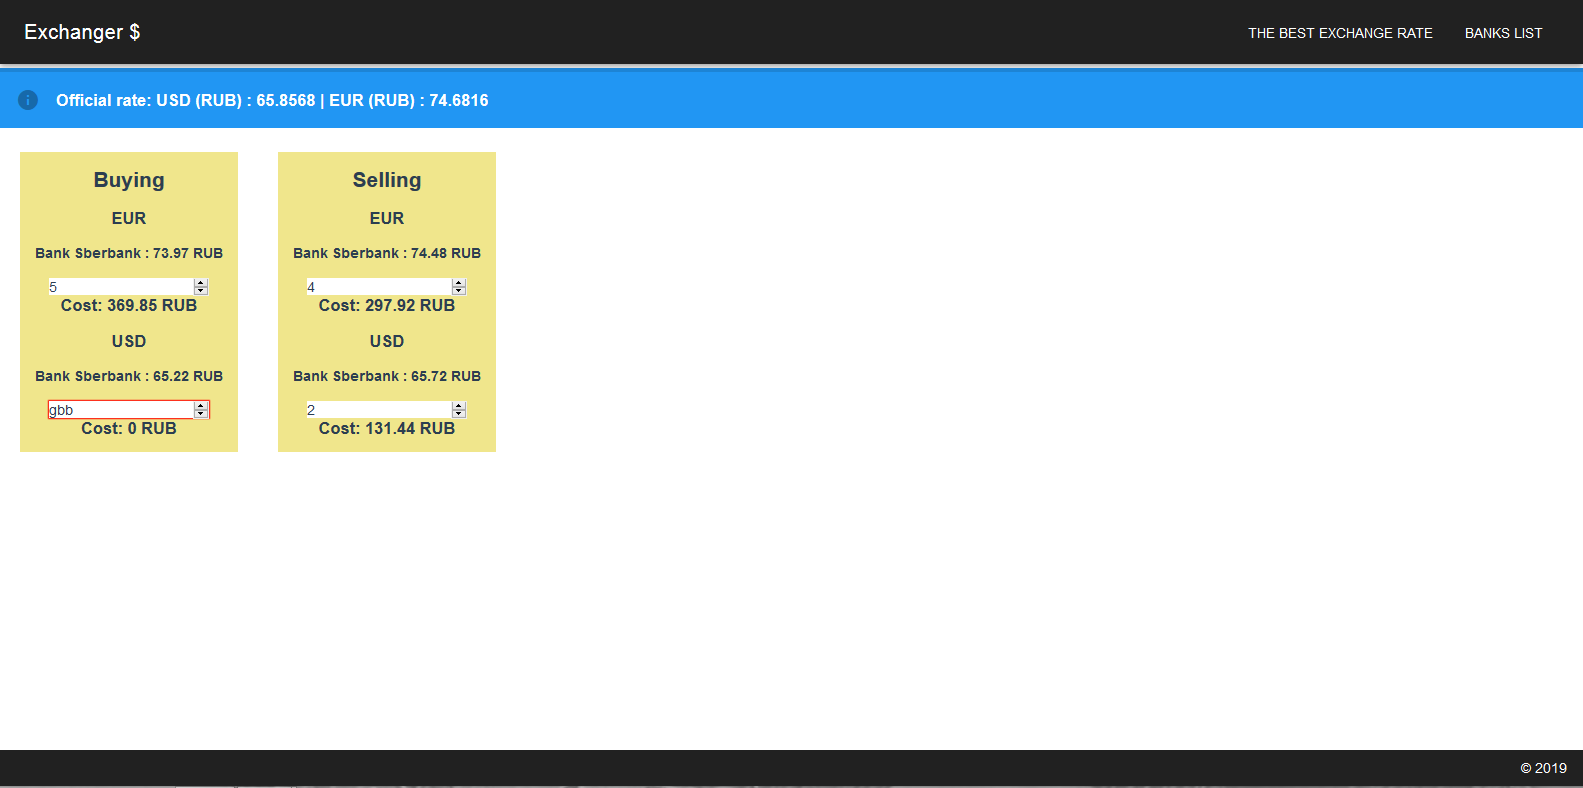 Exchanger $
THE BEST EXCHANGE RATE BANKS LIST
Official rate: USD (RUB) : 65.8568 | EUR (RUB) : 74.6816
Buying
EUR
Bank Sberbank : 73.97 RUB
5
Cost: 369.85 RUB
USD
Bank Sberbank : 65.22 RUB
gbb
Cost: 0 RUB
Selling
EUR
Bank Sberbank : 74.48 RUB
4
Cost: 297.92 RUB
USD
Bank Sberbank : 65.72 RUB
2
Cost: 131.44 RUB
© 2019